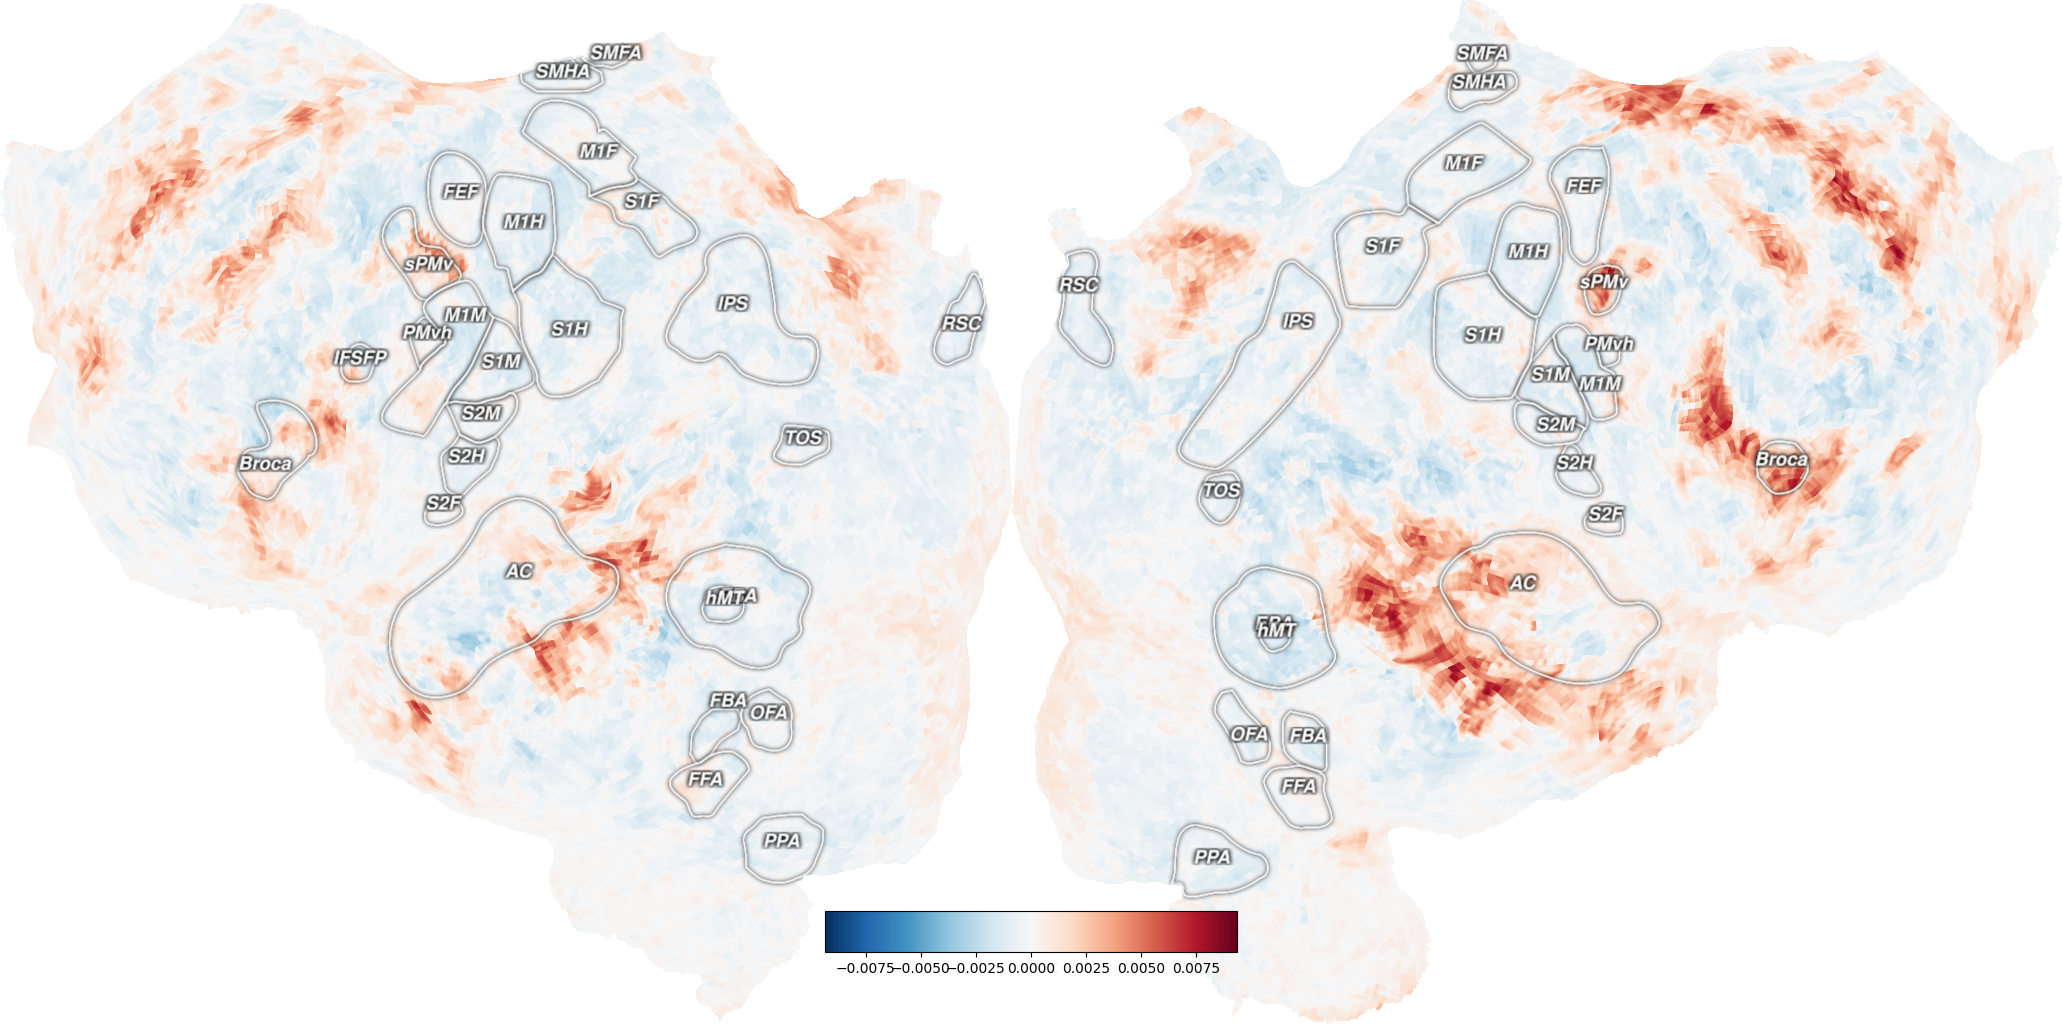 SMFA
SMHA
M1F
FEF
M1H
S1F
sPMv
IPS
M1M
PMvh
S1H
RSC
IFSFP
S1M
S2M
TOS
Broca
S2H
S2F
AC
hMT
FBA
OFA
FFA
PPA
SMFA
SMHA
M1F
FEF
S1F
M1H
RSC
sPMv
IPS
S1H
PMvh
S1M
M1M
S2M
Broca
S2H
TOS
S2F
AC
hMT
OFA
FBA
FFA
PPA
−0.0075 −0.0050 −0.0025 0.0000 0.0025 0.0050 0.0075